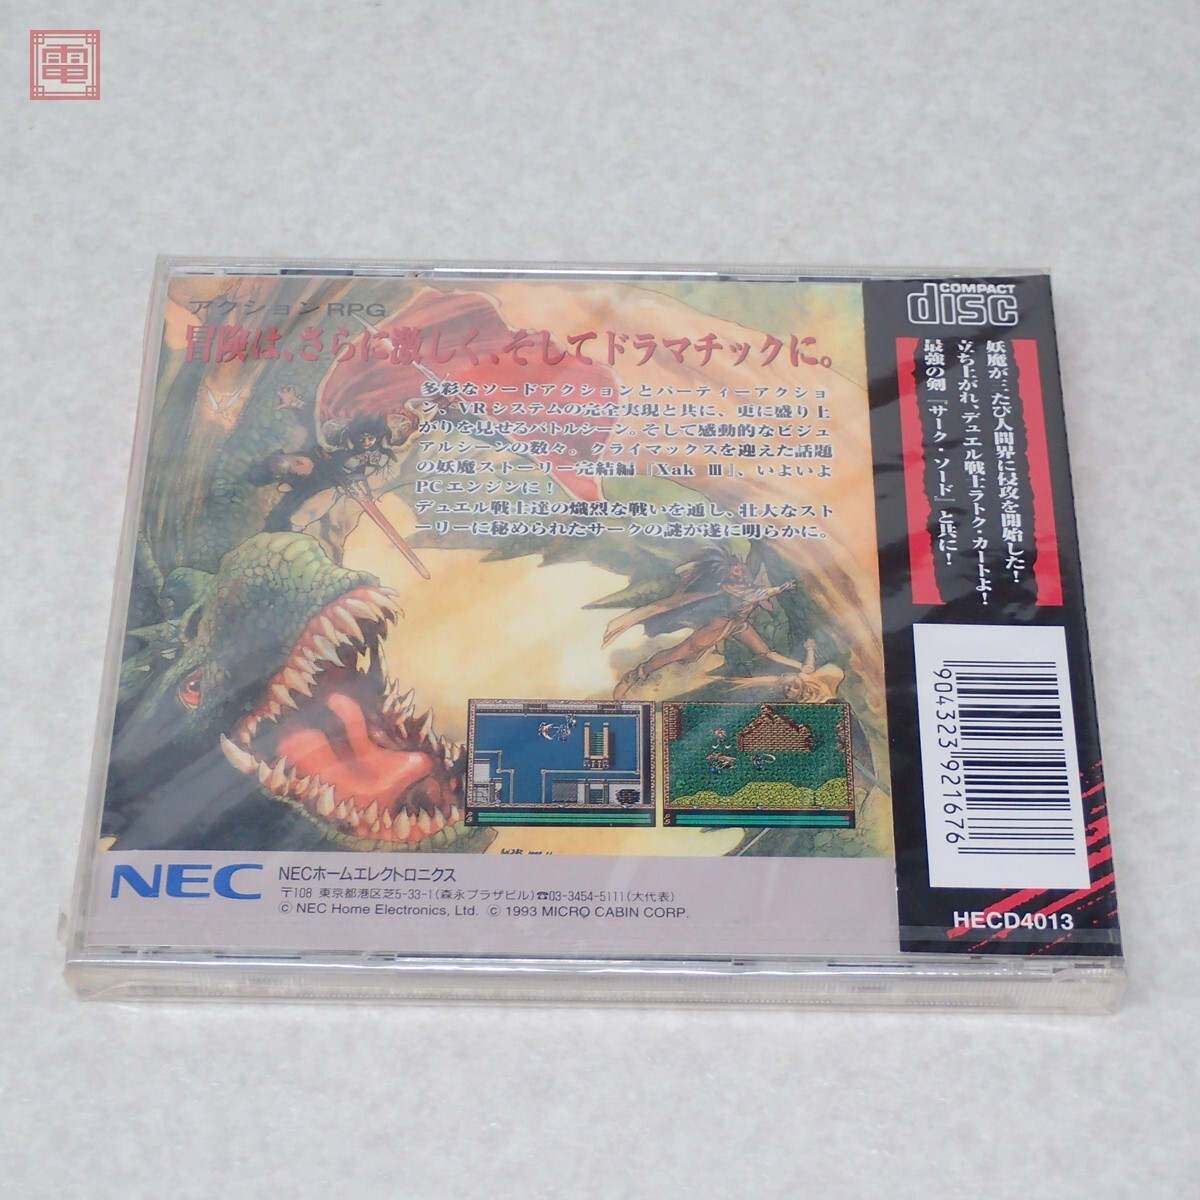 電
アクションRPG
冒険は、さらに激しく、そしてドラマチックに。
多彩なソードアクションとパーティーアクショ
ン、VRシステムの完全実現と共に、更に盛り上
がりを見せるバトルシーン。そして感動的なビジュ
アルシーンの数々。クライマックスを迎えた話題
の妖魔ストーリー完結編『Xak III』、いよいよ
PCエンジンに!
デュエル戦士達の熾烈な戦いを通し、壮大なスト
ーリーに秘められたサークの謎が遂に明らかに。
COMPACT
disc
妖魔が三たび人間界に侵攻を開始した!
立ち上がれ、デュエル戦士ラトク・カートよ!
最強の剣『サーク・ソード』と共に!
904323921676
HECD4013
NEC
NECホームエレクトロニクス
〒108 東京都港区芝5-33-1(森永プラザビル)☎03-3454-5111(大代表)
© NEC Home Electronics, Ltd. © 1993 MICRO CABIN CORP.